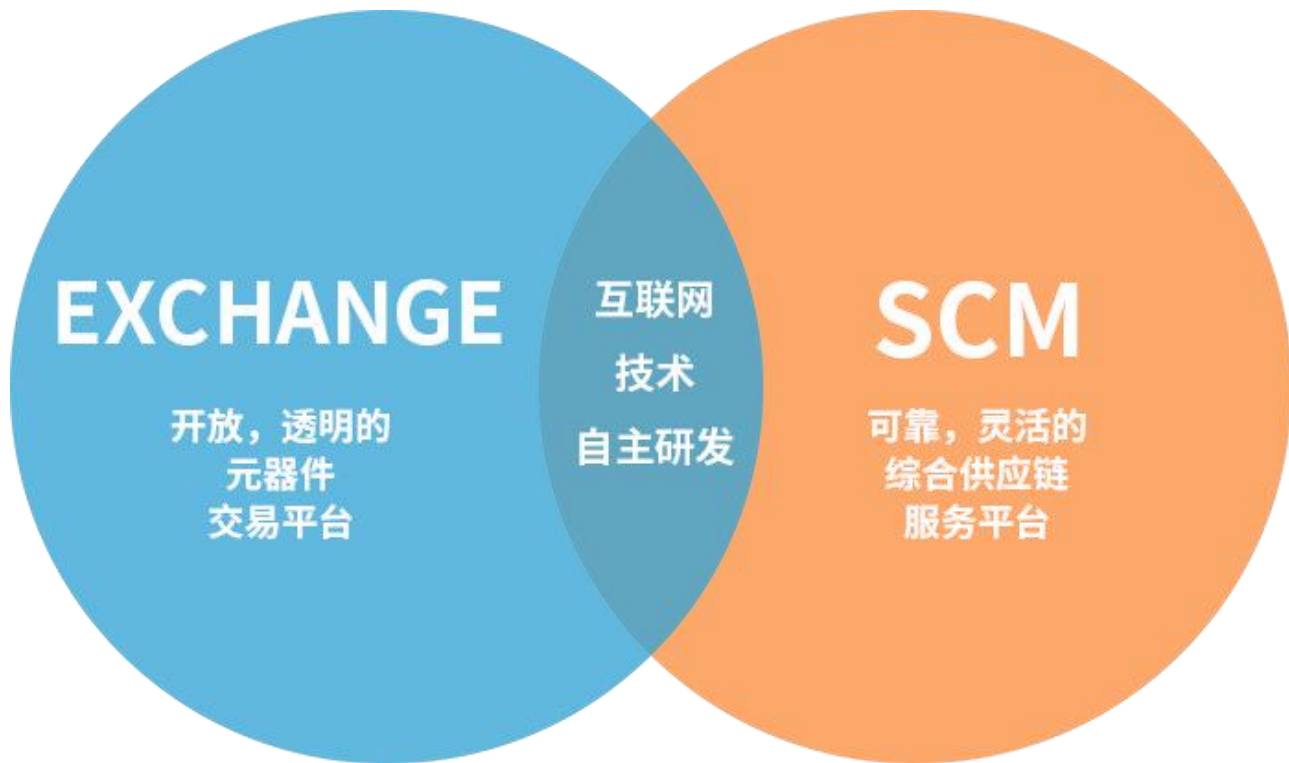 EXCHANGE
开放，透明的
元器件
交易平台
互联网
技术
自主研发
SCM
可靠，灵活的
综合供应链
服务平台